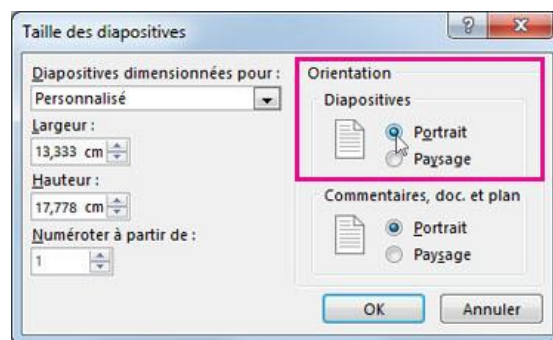 Taille des diapositives
Diapositives dimensionnées pour :
Personnalisé
Largeur :
13,333 cm
Hauteur :
17,778 cm
Numéroter à partir de :
1
Orientation
Diapositives
Portrait
Paysage
Commentaires, doc. et plan
Portrait
Paysage
OK
Annuler